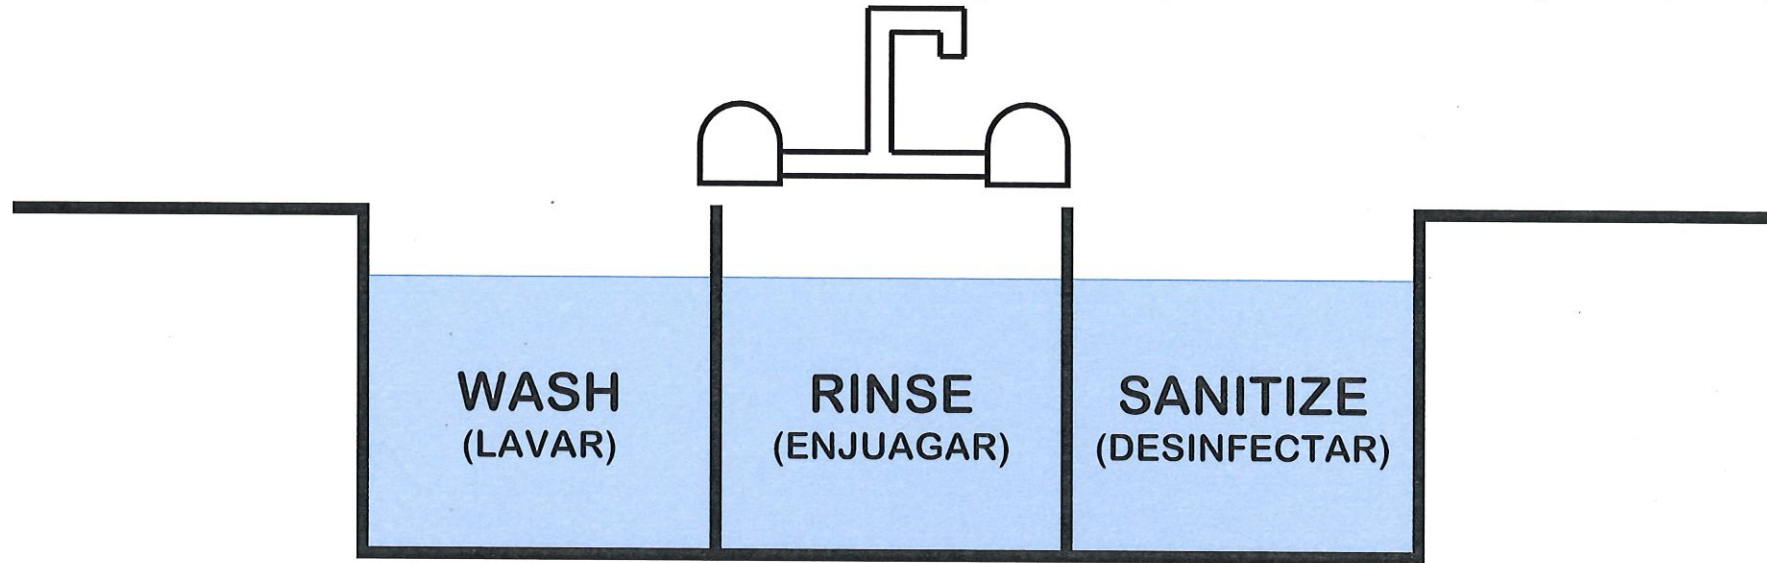 WASH
(LAVAR)
RINSE
(ENJUAGAR)
SANITIZE
(DESINFECTAR)